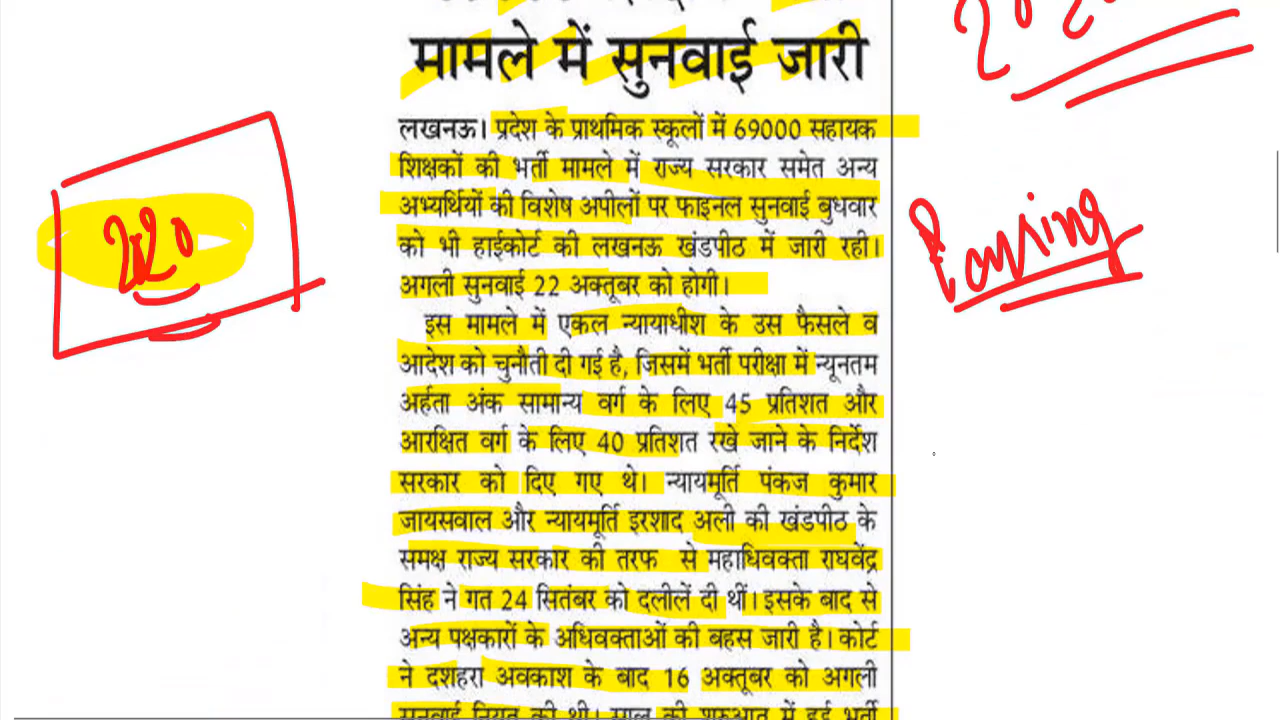 मामले में सुनवाई जारी
लखनऊ। प्रदेश के प्राथमिक स्कूलों में 69000 सहायक
शिक्षकों की भर्ती मामले में राज्य सरकार समेत अन्य
अभ्यर्थियों की विशेष अपीलों पर फाइनल सुनवाई बुधवार
को भी हाईकोर्ट की लखनऊ खंडपीठ में जारी रही।
अगली सुनवाई 22 अक्तूबर को होगी।
इस मामले में एकल न्यायाधीश के उस फैसले व
आदेश को चुनौती दी गई है, जिसमें भर्ती परीक्षा में न्यूनतम
अर्हता अंक सामान्य वर्ग के लिए 45 प्रतिशत और
आरक्षित वर्ग के लिए 40 प्रतिशत रखे जाने के निर्देश
सरकार को दिए गए थे। न्यायमूर्ति पंकज कुमार
जायसवाल और न्यायमूर्ति इरशाद अली की खंडपीठ के
समक्ष राज्य सरकार की तरफ से महाधिवक्ता राघवेंद्र
सिंह ने गत 24 सितंबर को दलीलें दी थीं। इसके बाद से
अन्य पक्षकारों के अधिवक्ताओं की बहस जारी है। कोर्ट
ने दशहरा अवकाश के बाद 16 अक्तूबर को अगली
सुनवाई नियत की थी। साल की शुरुआत में हुई भर्ती
2020